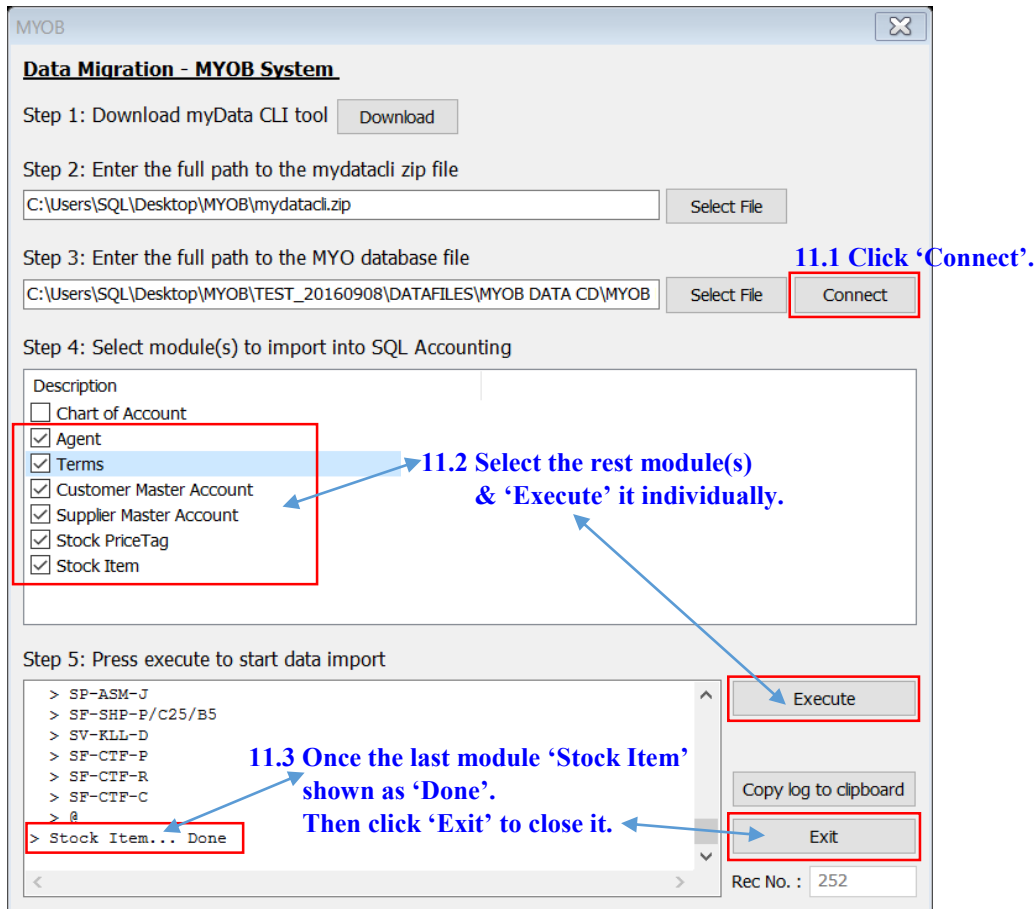 MYOB
Data Migration - MYOB System
Step 1: Download myData CLI tool
Download
Step 2: Enter the full path to the mydatacli zip file
C:\Users\SQL\Desktop\MYOB\mydatacli.zip
Select File
Step 3: Enter the full path to the MYO database file
11.1 Click ‘Connect’.
C:\Users\SQL\Desktop\MYOB\TEST_20160908\DATAFILES\MYOB DATA CD\MYOB
Select File
Connect
Step 4: Select module(s) to import into SQL Accounting
Description
Chart of Account
Agent
Terms
Customer Master Account
Supplier Master Account
Stock PriceTag
Stock Item
11.2 Select the rest module(s)
& ‘Execute’ it individually.
Step 5: Press execute to start data import
> SP-ASM-J
> SF-SHP-P/C25/B5
> SV-KLL-D
> SF-CTF-P
> SF-CTF-R
> SF-CTF-C
> @
> Stock Item... Done
Execute
11.3 Once the last module ‘Stock Item’
shown as ‘Done’.
Then click ‘Exit’ to close it.
Copy log to clipboard
Exit
Rec No. : 252